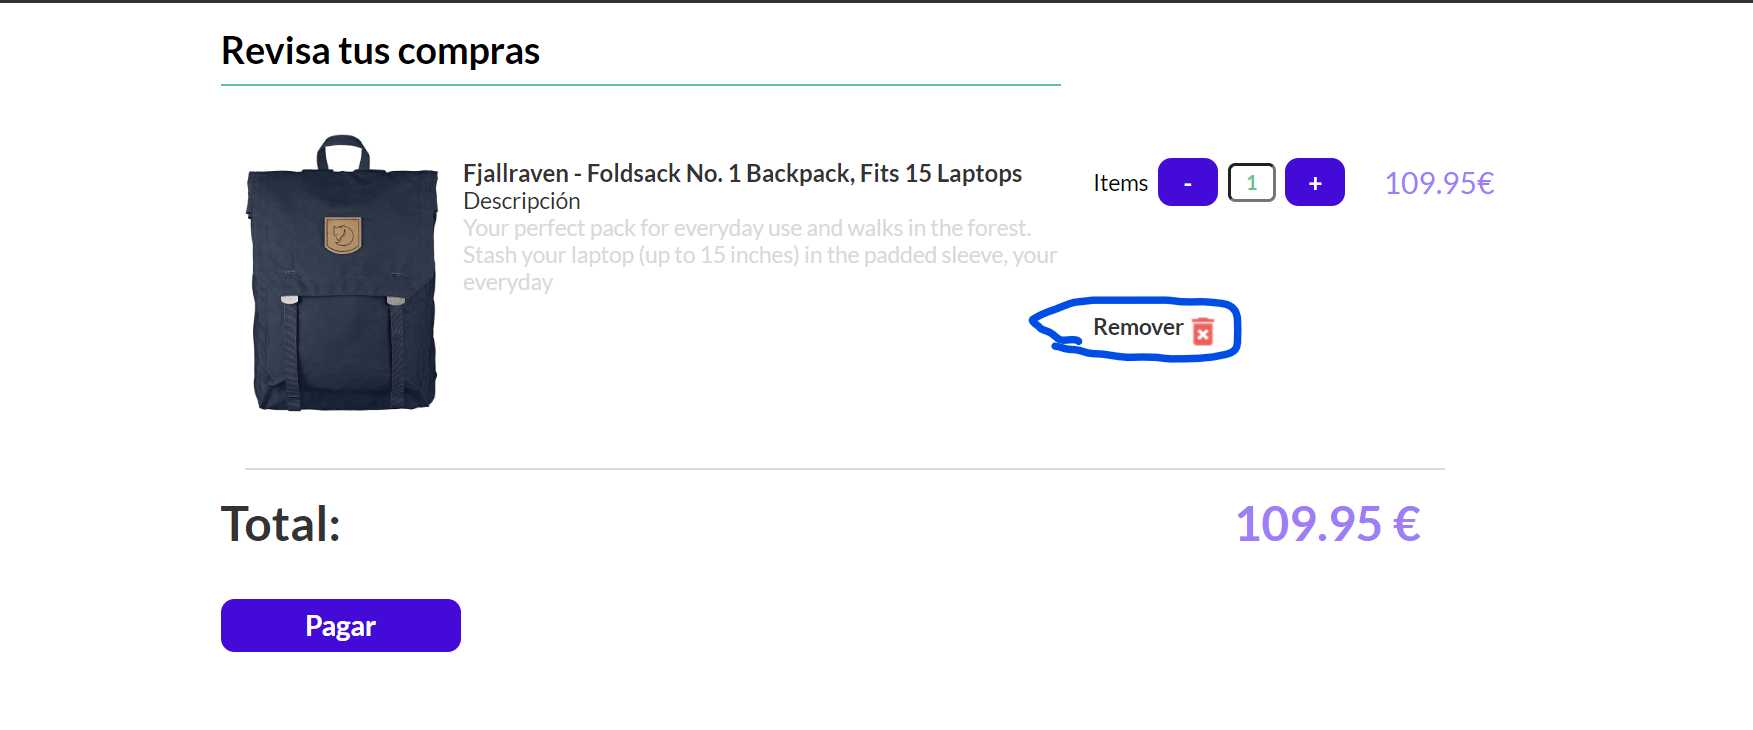 Revisa tus compras
Fjallraven - Foldsack No. 1 Backpack, Fits 15 Laptops
Items - 1 + 109.95€
Descripción
Your perfect pack for everyday use and walks in the forest.
Stash your laptop (up to 15 inches) in the padded sleeve, your
everyday
Remover
Total: 109.95 €
Pagar